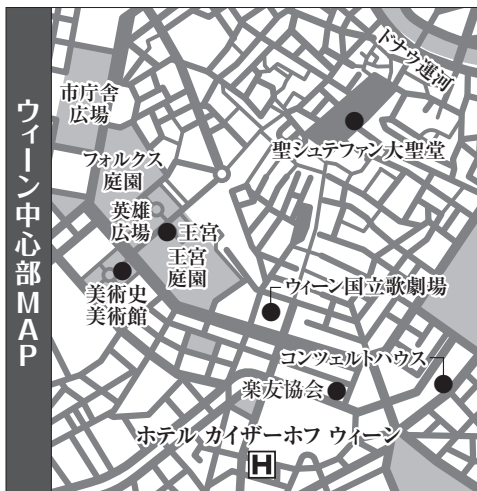 ウィーン中心部MAP
ドナウ運河
市庁舎
広場
聖シュテファン大聖堂
フォルクス
庭園
英雄
広場
王宮
王宮
庭園
美術史
美術館
ウィーン国立歌劇場
コンツェルトハウス
楽友協会
ホテル カイザーホフ ウィーン
H